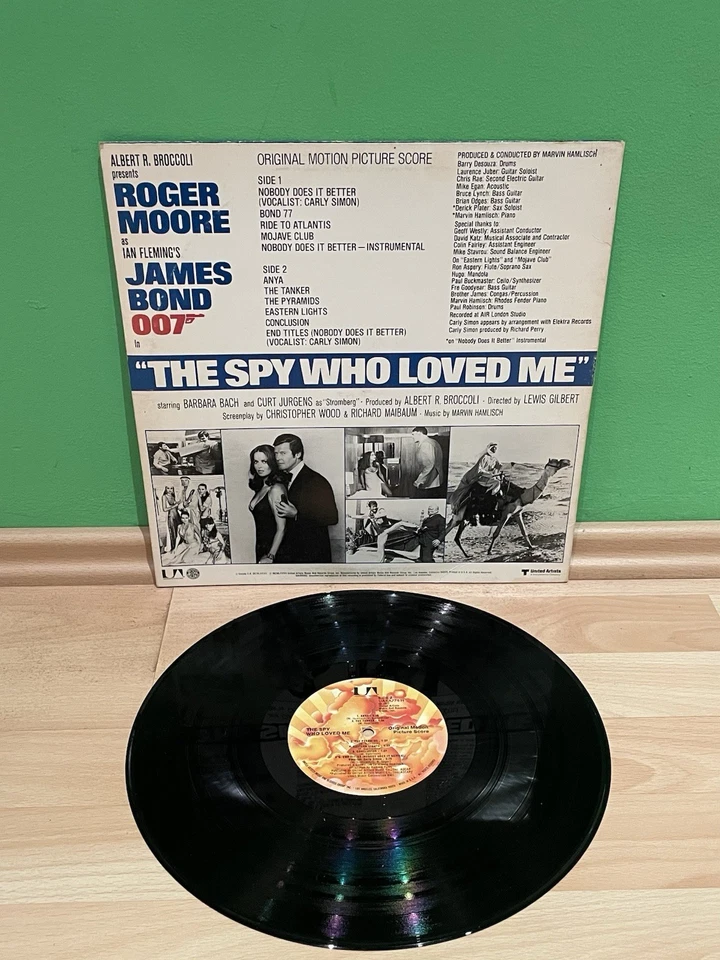 ALBERT R. BROCCOLI
presents
ROGER
MOORE
as
IAN FLEMING'S
JAMES
BOND
007
in
ORIGINAL MOTION PICTURE SCORE
SIDE 1
NOBODY DOES IT BETTER
(VOCALIST: CARLY SIMON)
BOND 77
RIDE TO ATLANTIS
MOJAVE CLUB
NOBODY DOES IT BETTER — INSTRUMENTAL
SIDE 2
ANYA
THE TANKER
THE PYRAMIDS
EASTERN LIGHTS
CONCLUSION
END TITLES (NOBODY DOES IT BETTER)
(VOCALIST: CARLY SIMON)
PRODUCED & CONDUCTED BY MARVIN HAMLISCH
Barry Desouza: Drums
Laurence Juber: Guitar Soloist
Chris Rae: Second Electric Guitar
Mike Egan: Acoustic
Bruce Lynch: Bass Guitar
Brian Odges: Bass Guitar
*Derick Plater: Sax Soloist
*Marvin Hamlisch: Piano
Special thanks to:
Geoff Westly: Assistant Conductor
David Katz: Musical Associate and Contractor
Colin Fairley: Assistant Engineer
Mike Stavrou: Sound Balance Engineer
On "Eastern Lights" and "Mojave Club"
Ron Aspery: Flute/Soprano Sax
Hugo: Mandola
Paul Buckmaster: Cello/Synthesizer
Fre Goodyear: Bass Guitar
Brother James: Congas/Percussion
Marvin Hamlisch: Rhodes Fender Piano
Paul Robinson: Drums
Recorded at AIR London Studio
Carly Simon appears by arrangement with Elektra Records
Carly Simon produced by Richard Perry
*on "Nobody Does It Better" Instrumental
"THE SPY WHO LOVED ME"
starring BARBARA BACH and CURT JURGENS as "Stromberg" · Produced by ALBERT R. BROCCOLI · Directed by LEWIS GILBERT
Screenplay by CHRISTOPHER WOOD & RICHARD MAIBAUM · Music by MARVIN HAMLISCH
UA
United Artists
UA
THE SPY
WHO LOVED ME
Original Motion
Picture Score